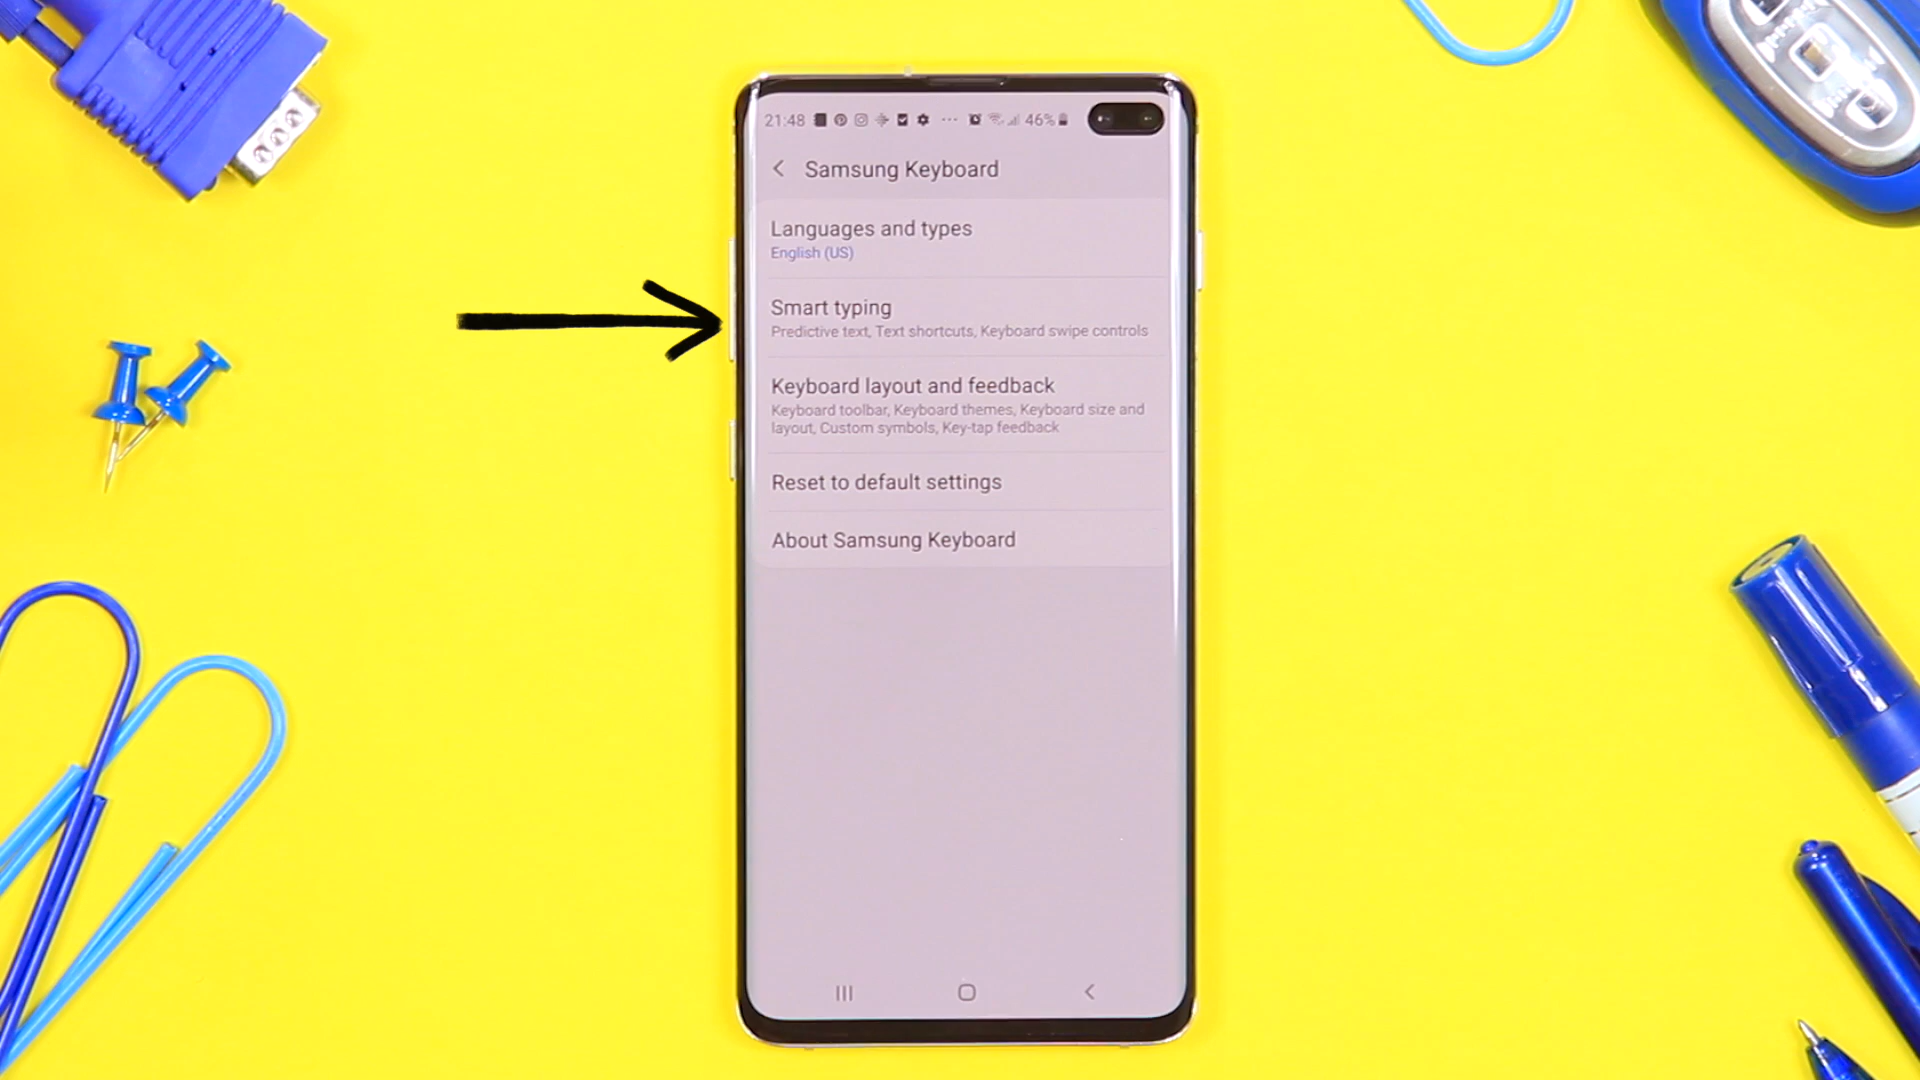 21:48 46%
Samsung Keyboard
Languages and types
English (US)
Smart typing
Predictive text, Text shortcuts, Keyboard swipe controls
Keyboard layout and feedback
Keyboard toolbar, Keyboard themes, Keyboard size and
layout, Custom symbols, Key-tap feedback
Reset to default settings
About Samsung Keyboard